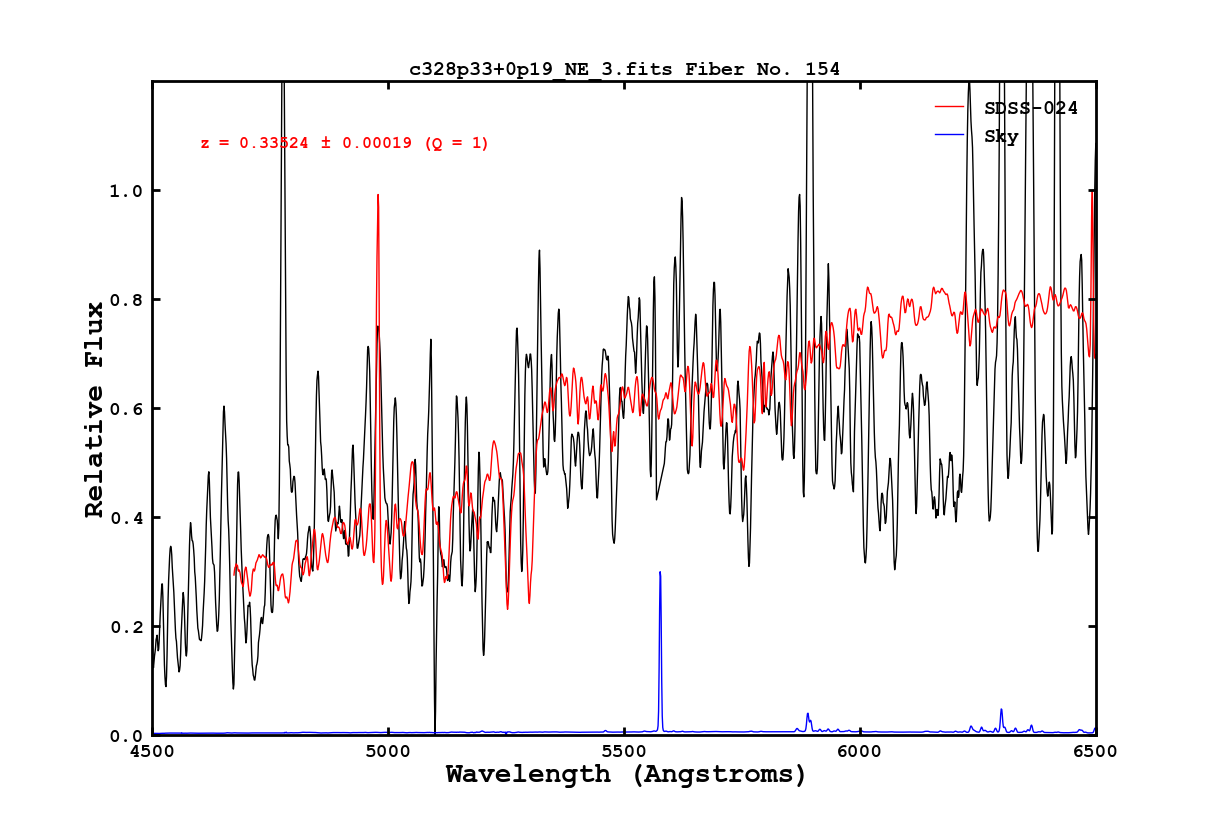 c328p33+0p19_NE_3.fits Fiber No. 154
z = 0.33524 ± 0.00019 (Q = 1)
SDSS-024
Sky
Relative Flux
1.0
0.8
0.6
0.4
0.2
0.0
4500 5000 5500 6000 6500
Wavelength (Angstroms)